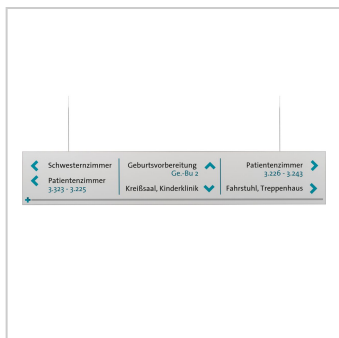 Schwesternzimmer
Patientenzimmer
3.323 - 3.225
Geburtsvorbereitung
Ge.-Bu 2
Kreißsaal, Kinderklinik
Patientenzimmer
3.226 - 3.243
Fahrstuhl, Treppenhaus